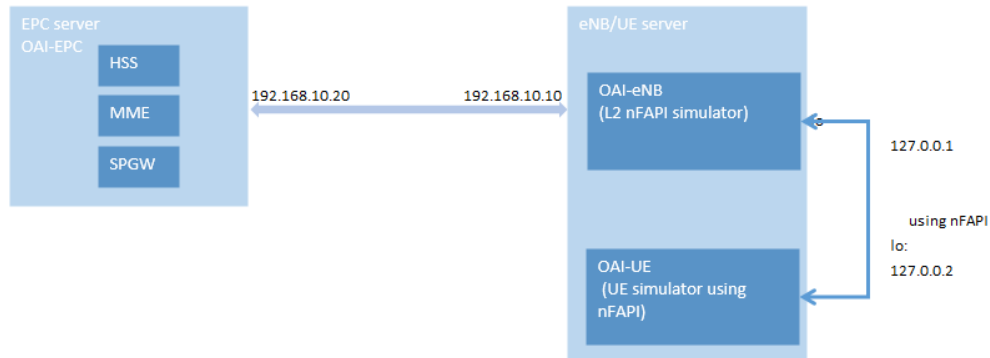 EPC server
OAI-EPC
HSS
MME
SPGW
192.168.10.20
192.168.10.10
eNB/UE server
OAI-eNB
(L2 nFAPI simulator)
127.0.0.1
using nFAPI
lo:
127.0.0.2
OAI-UE
(UE simulator using
nFAPI)